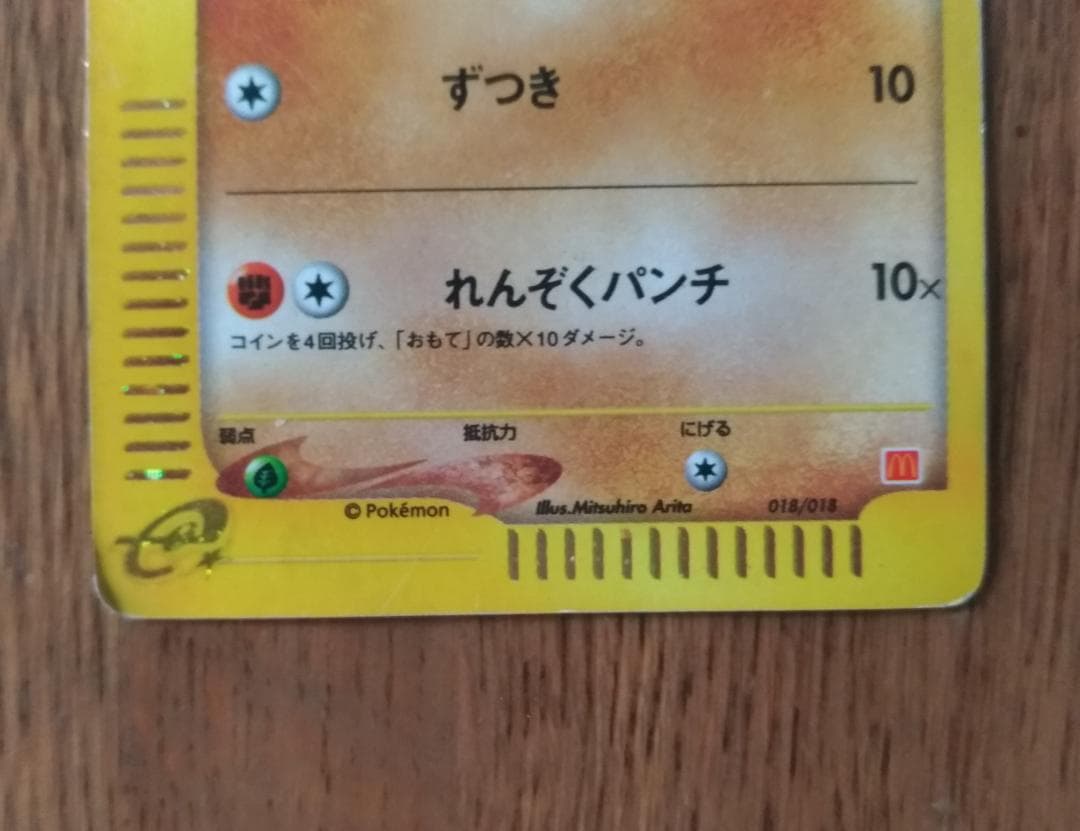 ずつき 10
れんぞくパンチ 10×
コインを4回投げ、「おもて」の数×10ダメージ。
弱点 抵抗力 にげる
©Pokémon Illus.Mitsuhiro Arita 018/018